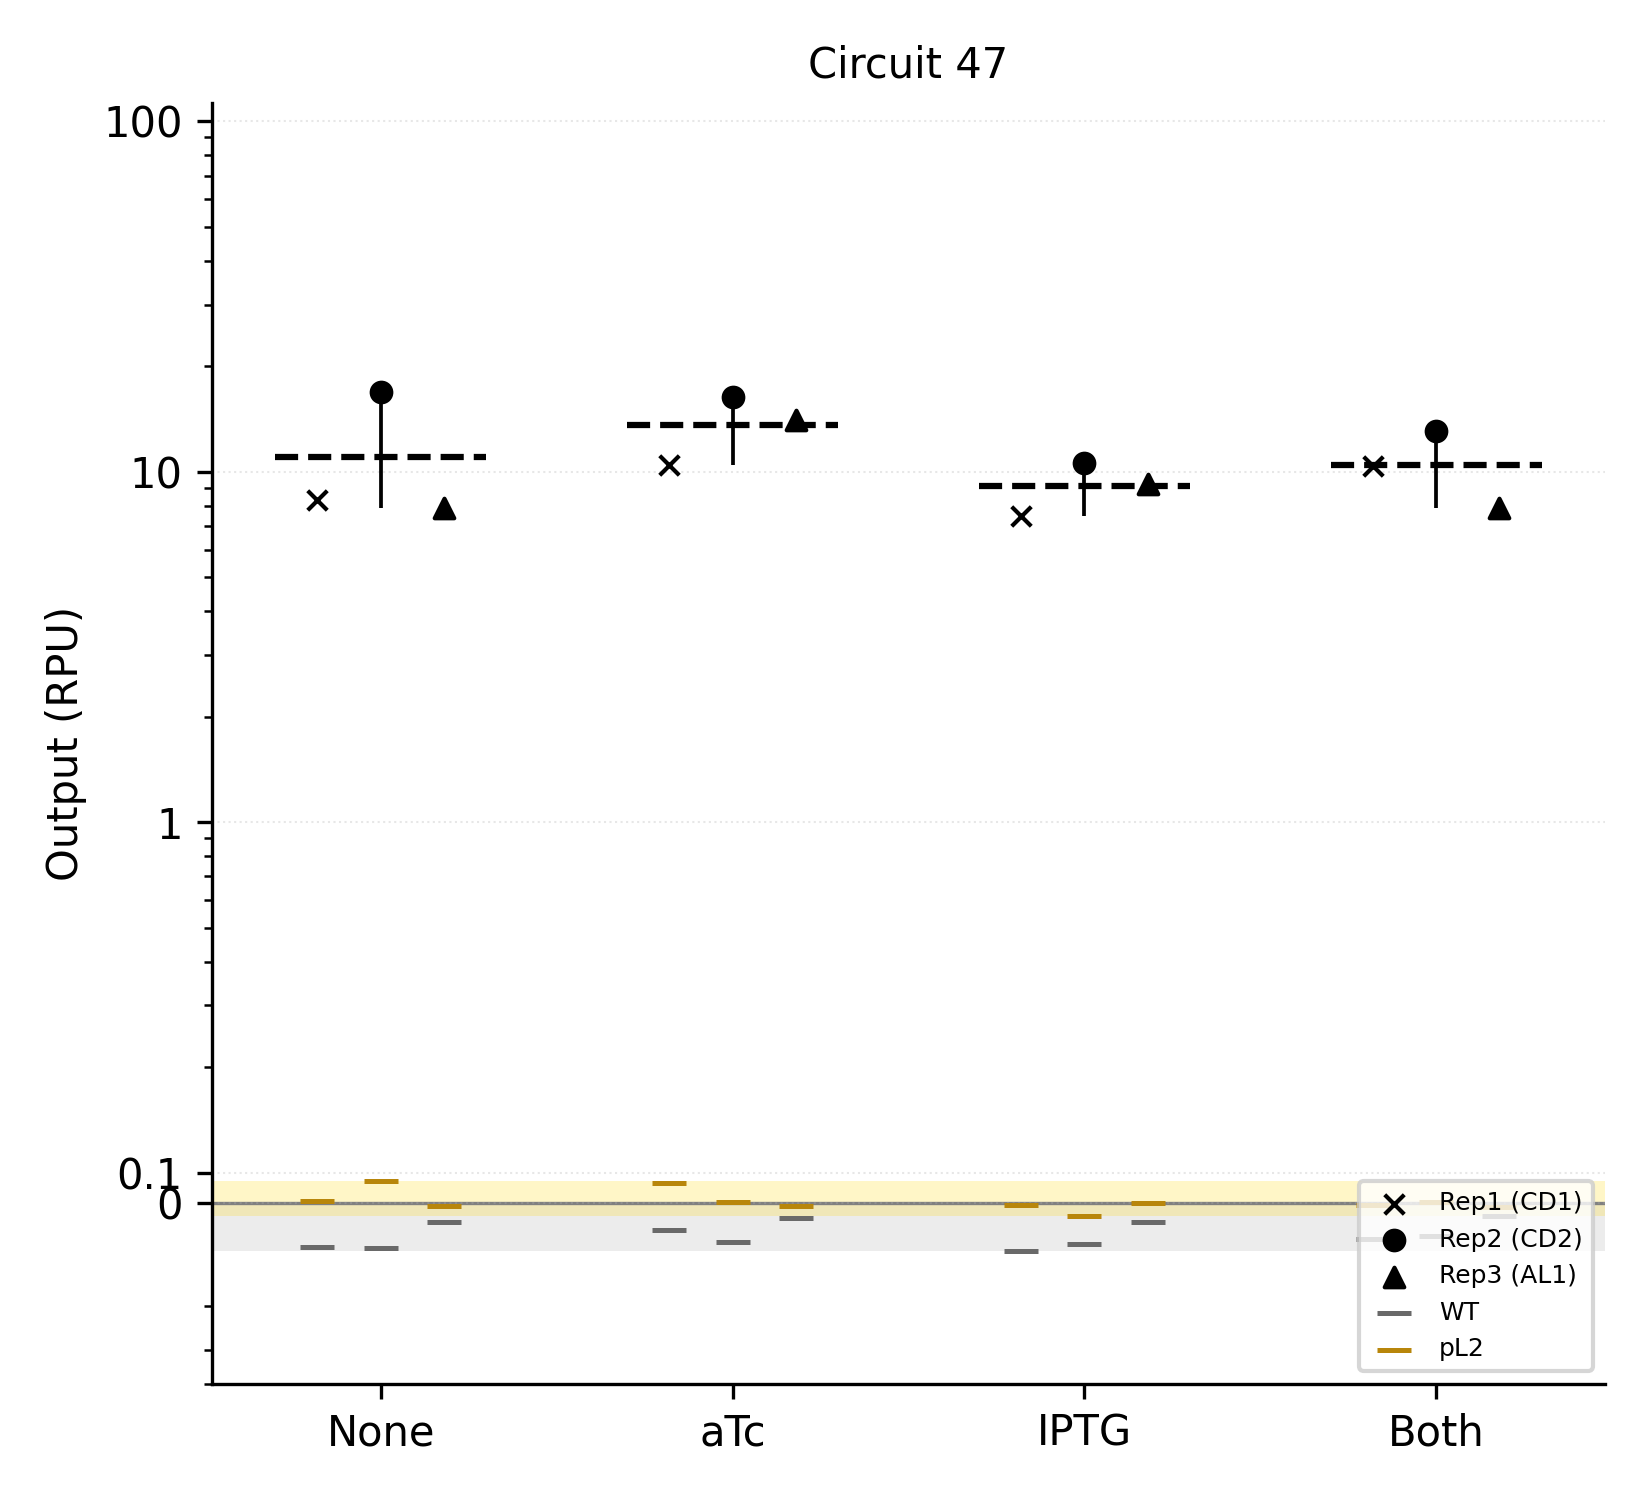 Circuit 47
100
10
1
0.1
0
Output (RPU)
None
aTc
IPTG
Both
Rep1 (CD1)
Rep2 (CD2)
Rep3 (AL1)
WT
pL2